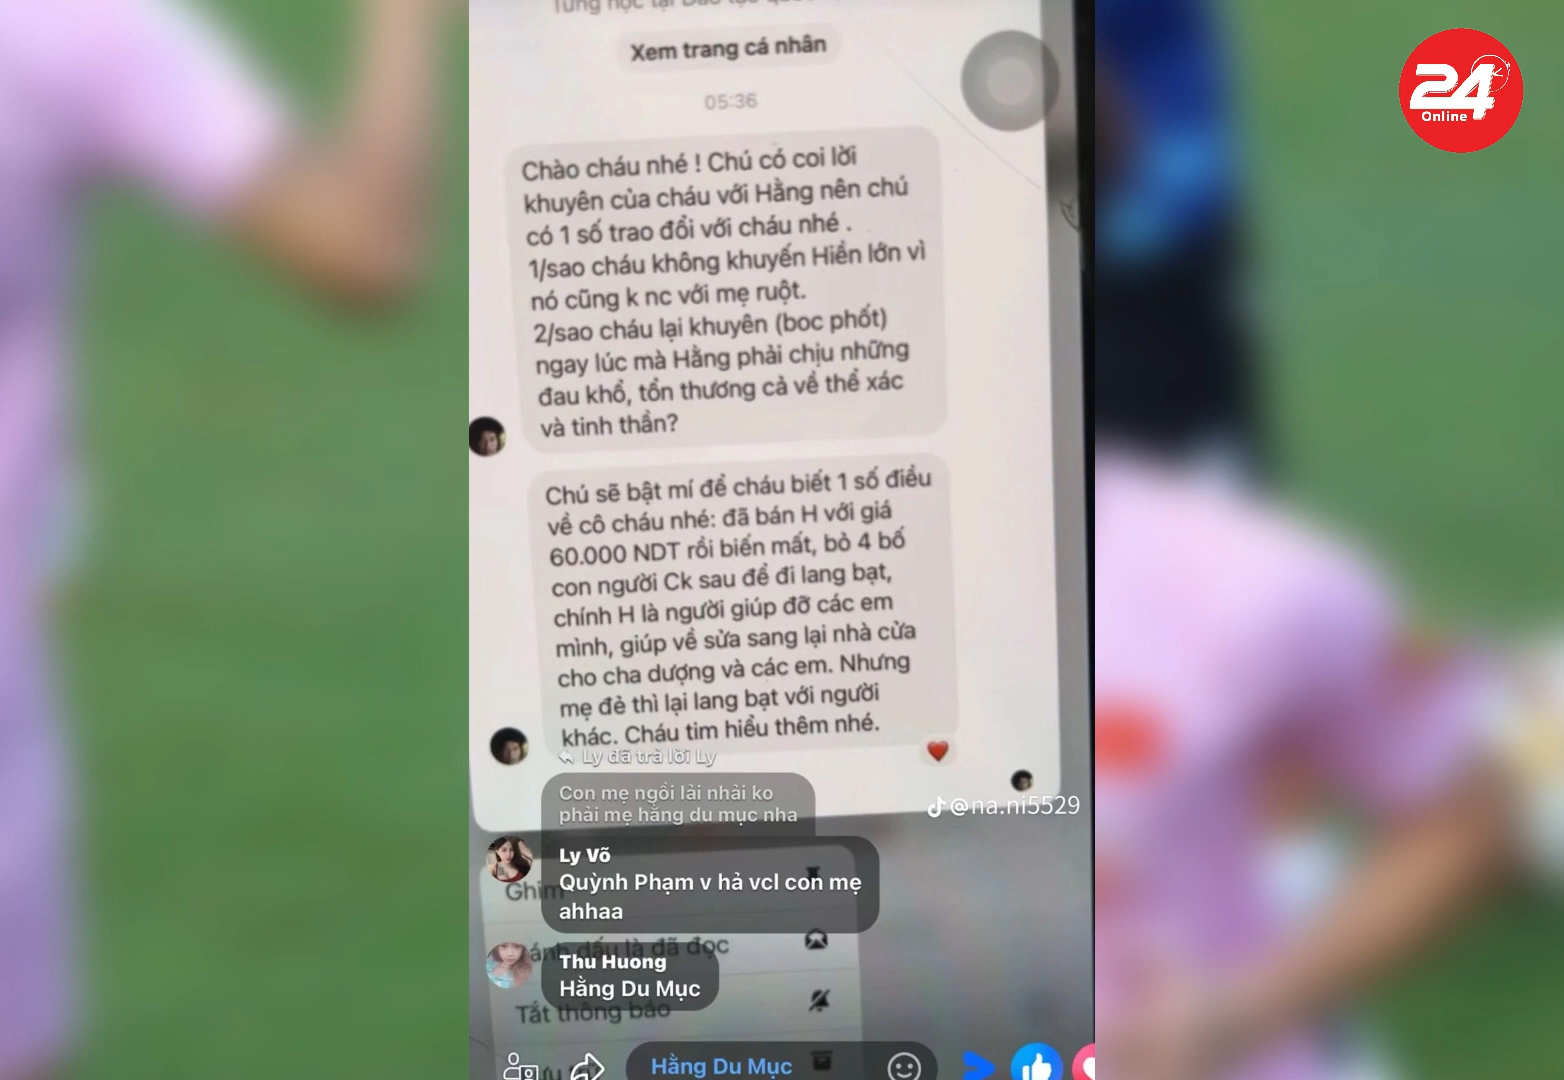 Từng học tại
Xem trang cá nhân
05:36
24
Online
Chào cháu nhé ! Chú có coi lời
khuyên của cháu với Hằng nên chú
có 1 số trao đổi với cháu nhé .
1/sao cháu không khuyến Hiền lớn vì
nó cũng k nc với mẹ ruột.
2/sao cháu lại khuyên (boc phốt)
ngay lúc mà Hằng phải chịu những
đau khổ, tổn thương cả về thể xác
và tinh thần?
Chú sẽ bật mí để cháu biết 1 số điều
về cô cháu nhé: đã bán H với giá
60.000 NDT rồi biến mất, bỏ 4 bố
con người Ck sau để đi lang bạt,
chính H là người giúp đỡ các em
mình, giúp về sửa sang lại nhà cửa
cho cha dượng và các em. Nhưng
mẹ đẻ thì lại lang bạt với người
khác. Cháu tìm hiểu thêm nhé.
Ly đã trả lời Ly
Con mẹ ngồi lải nhải ko
phải mẹ hằng du mục nha
@na.ni5529
Ly Võ
Quỳnh Phạm v hả vcl con mẹ
ahhaa
Ghim
ánh dấu là đã đọc
Thu Huong
Hằng Du Mục
Tắt thông báo
Hằng Du Mục